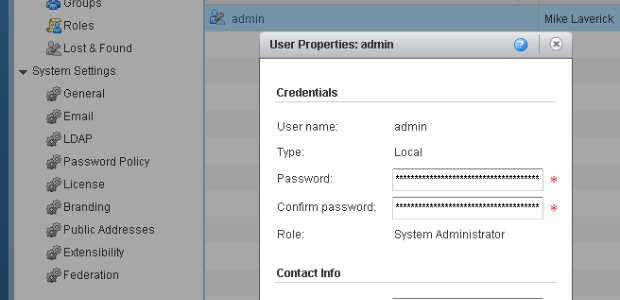 Groups
Roles
Lost & Found
System Settings
General
Email
LDAP
Password Policy
License
Branding
Public Addresses
Extensibility
Federation
admin
Mike Laverick
User Properties: admin
?
Credentials
User name: admin
Type: Local
Password: ************************************** *
Confirm password: ************************************** *
Role: System Administrator
Contact Info